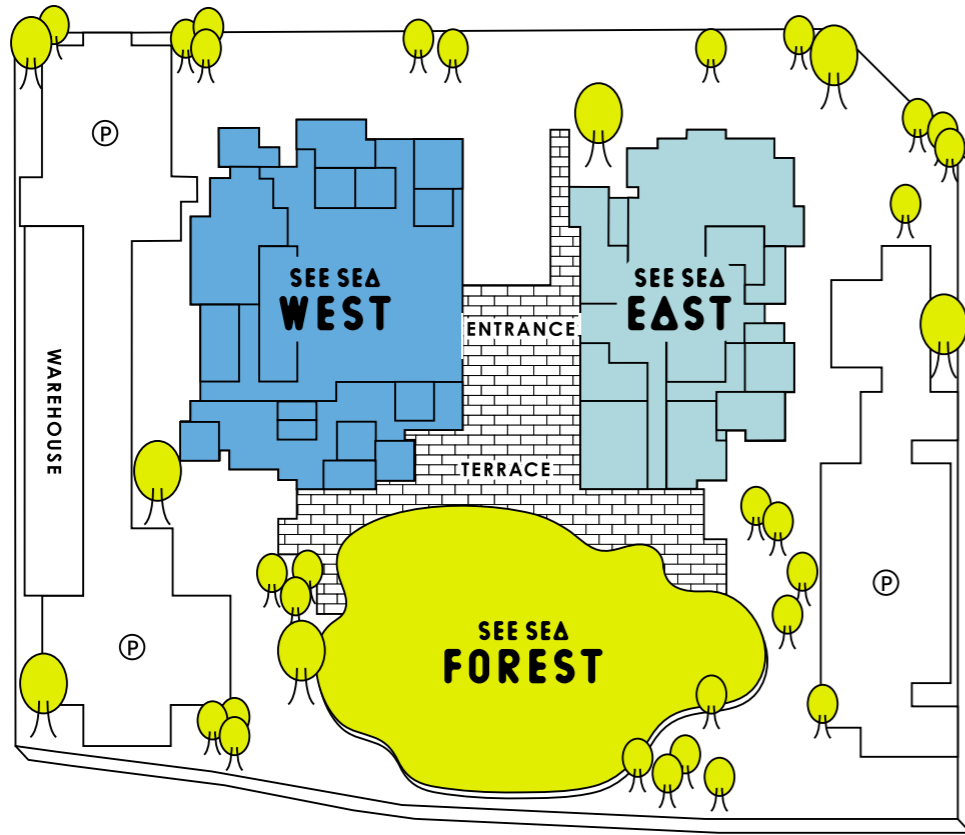 P
SEE SEA
WEST
SEE SEA
EAST
ENTRANCE
WAREHOUSE
TERRACE
P
SEE SEA
FOREST
P